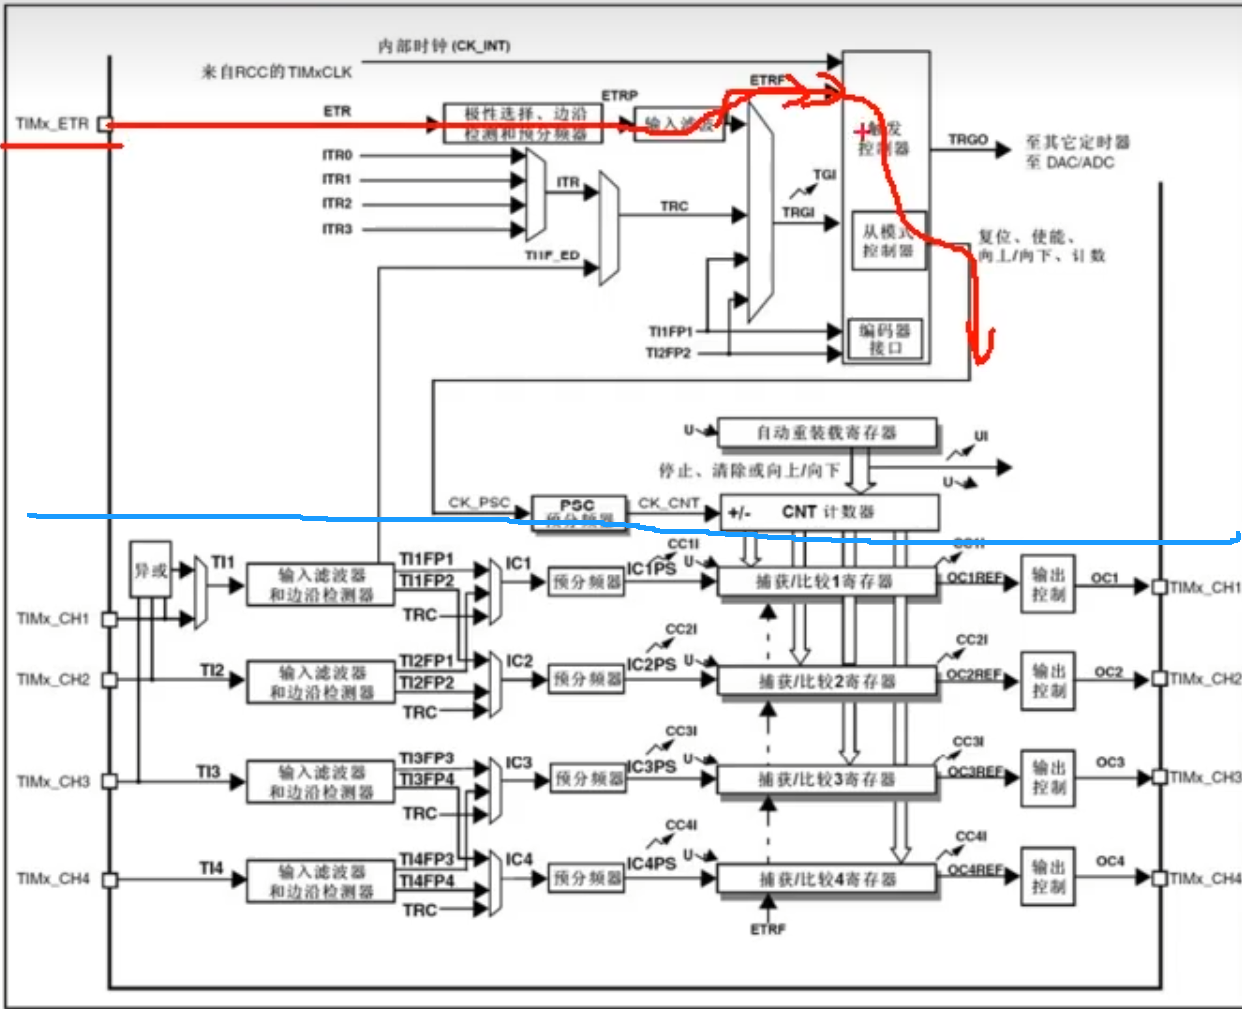 内部时钟 (CK_INT)
来自RCC的TIMxCLK
ETRF
ETRP
ETR
TIMx_ETR
极性选择、边沿
检测和预分频器
输入滤波
触发
控制器
TRGO
至其它定时器
至 DAC/ADC
ITR0
ITR1
ITR2
ITR3
ITR
TRC
TGI
TRGI
TI1F_ED
从模式
控制器
复位、使能、
向上/向下、计数
TI1FP1
TI2FP2
编码器
接口
U
自动重装载寄存器
UI
停止、清除或向上/向下
U
CK_PSC
PSC
预分频器
CK_CNT
+/-
CNT 计数器
异或
TI1
TIMx_CH1
输入滤波器
和边沿检测器
TI1FP1
TI1FP2
TRC
IC1
预分频器
IC1PS
CC1I
U
捕获/比较1寄存器
CC1I
OC1REF
输出
控制
OC1
TIMx_CH1
TIMx_CH2
TI2
输入滤波器
和边沿检测器
TI2FP1
TI2FP2
TRC
IC2
预分频器
IC2PS
CC2I
U
捕获/比较2寄存器
CC2I
OC2REF
输出
控制
OC2
TIMx_CH2
TIMx_CH3
TI3
输入滤波器
和边沿检测器
TI3FP3
TI3FP4
TRC
IC3
预分频器
IC3PS
CC3I
U
捕获/比较3寄存器
CC3I
OC3REF
输出
控制
OC3
TIMx_CH3
TIMx_CH4
TI4
输入滤波器
和边沿检测器
TI4FP3
TI4FP4
TRC
IC4
预分频器
IC4PS
CC4I
U
捕获/比较4寄存器
CC4I
OC4REF
输出
控制
OC4
TIMx_CH4
ETRF